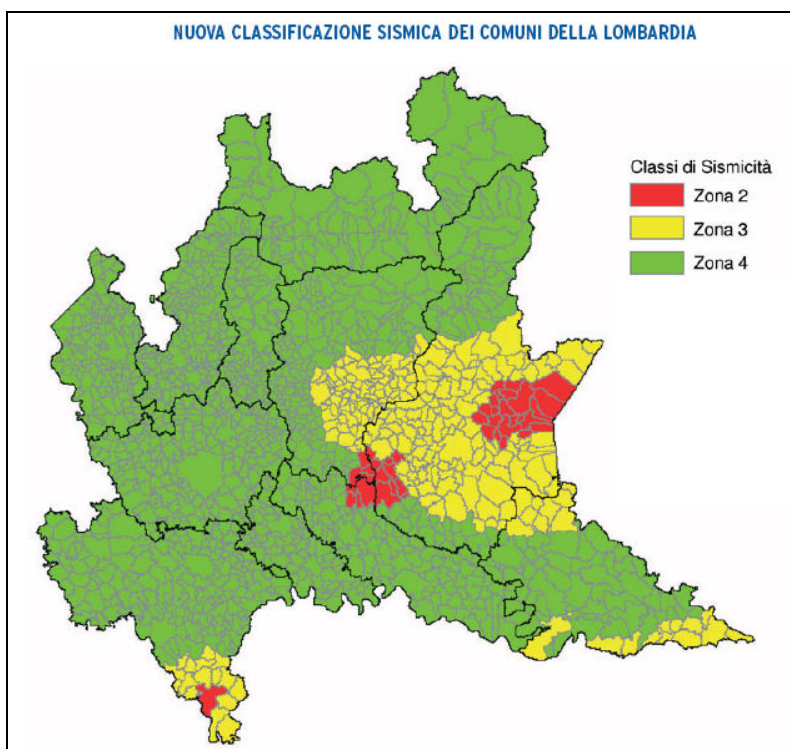 NUOVA CLASSIFICAZIONE SISMICA DEI COMUNI DELLA LOMBARDIA
Classi di Sismicità
Zona 2
Zona 3
Zona 4